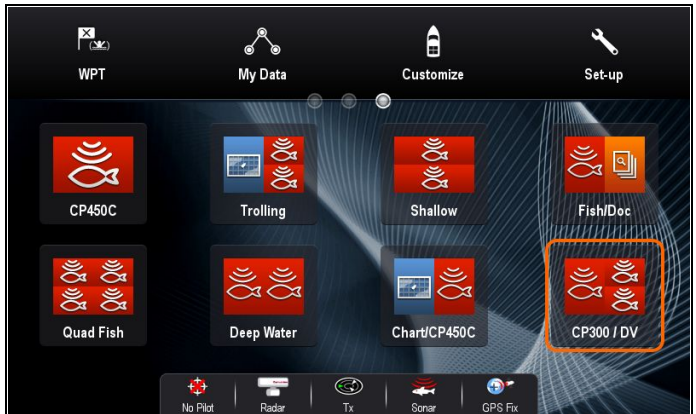 WPT
My Data
Customize
Set-up
CP450C
Trolling
Shallow
Fish/Doc
Quad Fish
Deep Water
Chart/CP450C
CP300 / DV
No Pilot
Radar
Tx
Sonar
GPS Fix